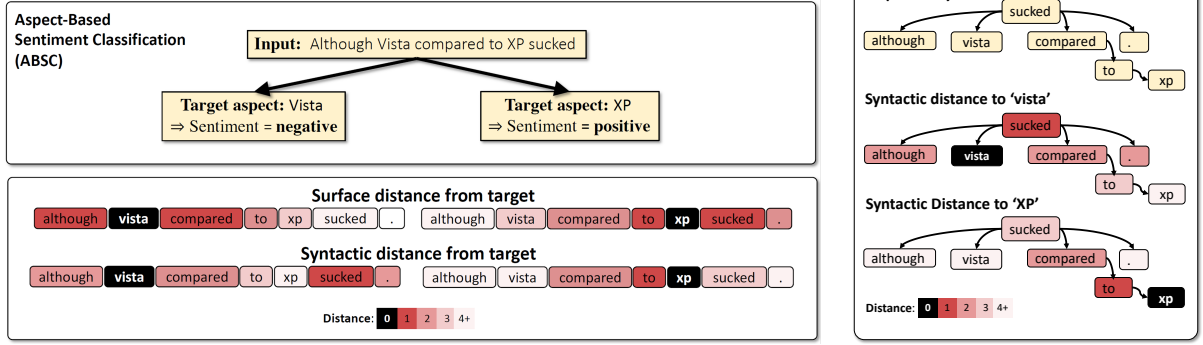 Aspect-Based
Sentiment Classification
(ABSC)
Input: Although Vista compared to XP sucked
Target aspect: Vista
⇒ Sentiment = negative
Target aspect: XP
⇒ Sentiment = positive
Surface distance from target
although vista compared to xp sucked . although vista compared to xp sucked .
Syntactic distance from target
although vista compared to xp sucked . although vista compared to xp sucked .
Distance: 0 1 2 3 4+
sucked
although vista compared .
to
xp
Syntactic distance to ‘vista’
sucked
although vista compared .
to
xp
Syntactic Distance to ‘XP’
sucked
although vista compared .
to
xp
Distance: 0 1 2 3 4+